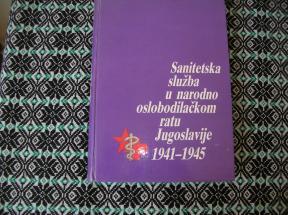 Sanitetska
služba
u narodno
oslobodilačkom
ratu
Jugoslavije
1941–1945